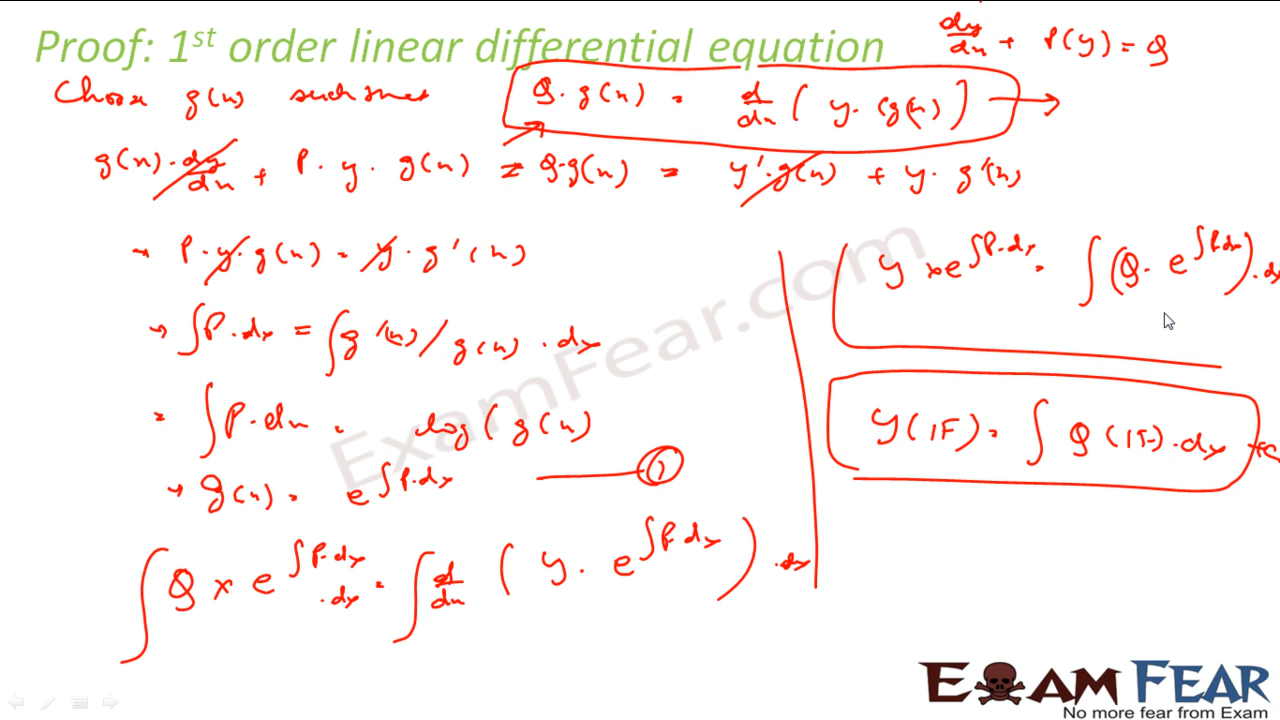 Proof: 1st order linear differential equation
dy/dx + P(y) = Q
Choose g(x) such that Q. g(x) = d/dx ( y. (g(x) )
g(x) . dy/dx + P. y. g(x) = Q.g(x) = y'. g(x) + y. g'(x)
→ P. y. g(x) = y. g'(x)
→ ∫P.dx = ∫g'(x)/g(x) . dx
= ∫P.dx = log(g(x)
→ g(x) = e^∫P.dx ①
∫Q x e^∫P.dx .dx = ∫d/dx ( y. e^∫P.dx ) .dx
y x e^∫P.dx = ∫(Q. e^∫P.dx) .dx
y(IF) = ∫ Q (IF) .dx +C
ExamFear.com
EXAM FEAR
No more fear from Exam